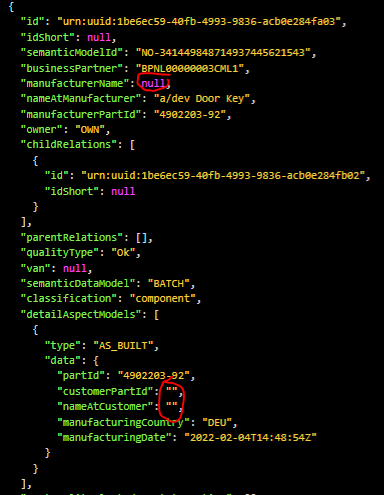 {
"id": "urn:uuid:1be6ec59-40fb-4993-9836-acb0e284fa03",
"idShort": null,
"semanticModelId": "NO-341449848714937445621543",
"businessPartner": "BPNL00000003CML1",
"manufacturerName": null,
"nameAtManufacturer": "a/dev Door Key",
"manufacturerPartId": "4902203-92",
"owner": "OWN",
"childRelations": [
{
"id": "urn:uuid:1be6ec59-40fb-4993-9836-acb0e284fb02",
"idShort": null
}
],
"parentRelations": [],
"qualityType": "Ok",
"van": null,
"semanticDataModel": "BATCH",
"classification": "component",
"detailAspectModels": [
{
"type": "AS_BUILT",
"data": {
"partId": "4902203-92",
"customerPartId": "",
"nameAtCustomer": "",
"manufacturingCountry": "DEU",
"manufacturingDate": "2022-02-04T14:48:54Z"
}
}
],